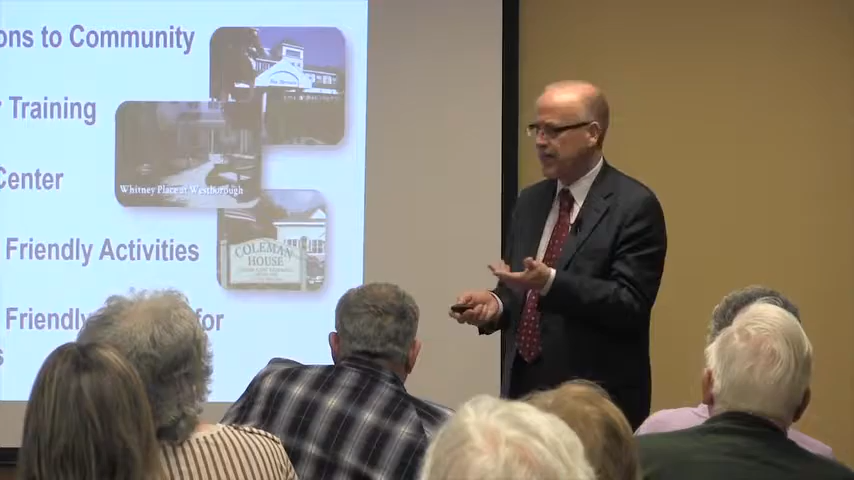 ons to Community
Training
Whitney Place at Westborough
Center
Friendly Activities
COLEMAN
HOUSE
Friendly
for
s